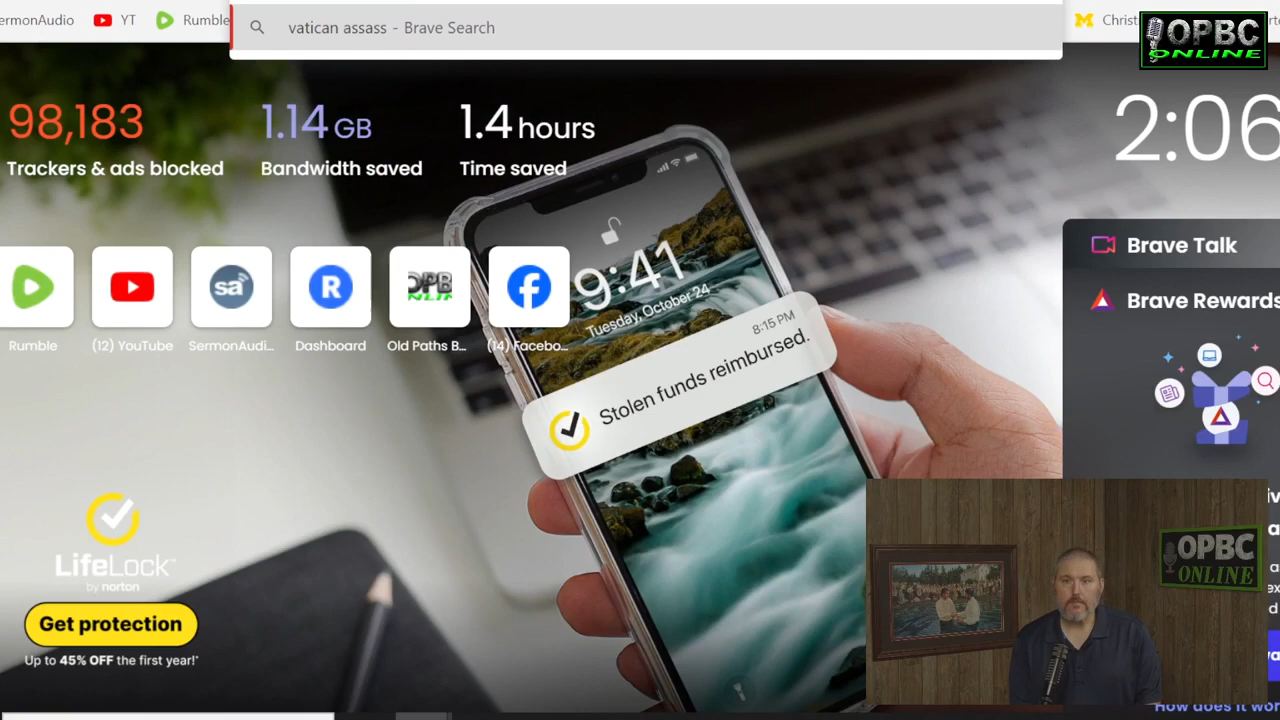 ermonAudio
YT
Rumble
vatican assass - Brave Search
Christ
OPBC
ONLINE
98,183
Trackers & ads blocked
1.14 GB
Bandwidth saved
1.4 hours
Time saved
2:06
Brave Talk
Brave Rewards
Rumble
(12) YouTube
sa
SermonAudi...
R
Dashboard
OPBC
ONLIN
Old Paths B...
(14) Facebo...
9:41
Tuesday, October 24
8:15 PM
Stolen funds reimbursed.
LifeLock
by norton
Get protection
Up to 45% OFF the first year!*
OPBC
ONLINE
How does it wor